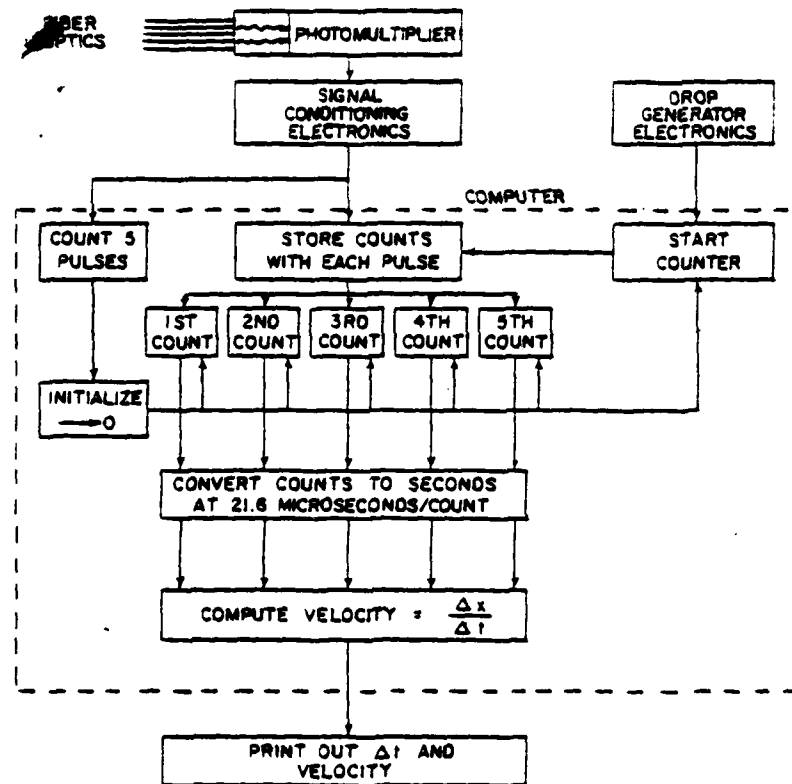 OPTICS
PHOTOMULTIPLIER
SIGNAL
CONDITIONING
ELECTRONICS
DROP
GENERATOR
ELECTRONICS
COMPUTER
COUNT 5
PULSES
STORE COUNTS
WITH EACH PULSE
START
COUNTER
1ST
COUNT
2ND
COUNT
3RD
COUNT
4TH
COUNT
5TH
COUNT
INITIALIZE
→0
CONVERT COUNTS TO SECONDS
AT 21.6 MICROSECONDS/COUNT
COMPUTE VELOCITY = Δx/Δt
PRINT OUT Δt AND
VELOCITY